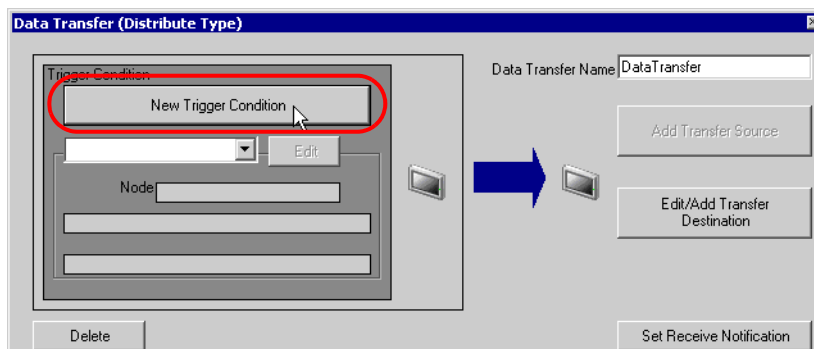 Data Transfer (Distribute Type)
Trigger Condition
New Trigger Condition
Edit
Node
Data Transfer Name DataTransfer
Add Transfer Source
Edit/Add Transfer
Destination
Delete
Set Receive Notification